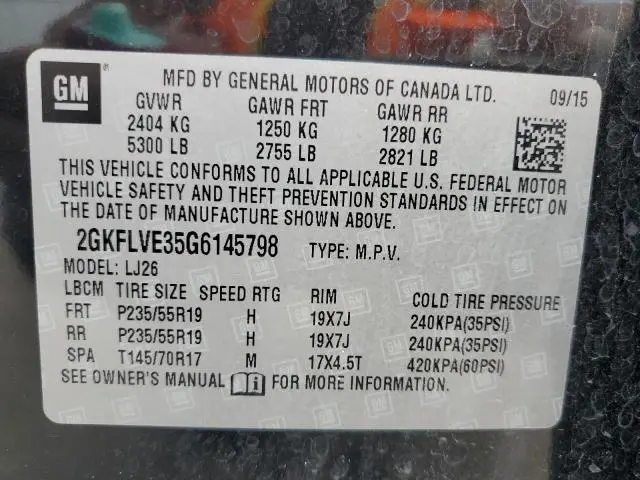 GM ® MFD BY GENERAL MOTORS OF CANADA LTD. 09/15
GVWR GAWR FRT GAWR RR
2404 KG 1250 KG 1280 KG
5300 LB 2755 LB 2821 LB
THIS VEHICLE CONFORMS TO ALL APPLICABLE U.S. FEDERAL MOTOR
VEHICLE SAFETY AND THEFT PREVENTION STANDARDS IN EFFECT ON
THE DATE OF MANUFACTURE SHOWN ABOVE.
2GKFLVE35G6145798 TYPE: M.P.V.
MODEL: LJ26
LBCM TIRE SIZE SPEED RTG RIM COLD TIRE PRESSURE
FRT P235/55R19 H 19X7J 240KPA(35PSI)
RR P235/55R19 H 19X7J 240KPA(35PSI)
SPA T145/70R17 M 17X4.5T 420KPA(60PSI)
SEE OWNER'S MANUAL i FOR MORE INFORMATION.